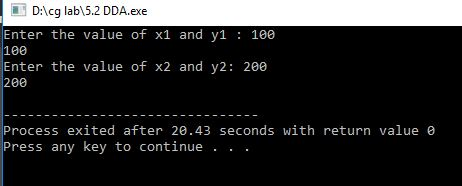 D:\cg lab\5.2 DDA.exe
Enter the value of x1 and y1 : 100
100
Enter the value of x2 and y2: 200
200
--------------------------------
Process exited after 20.43 seconds with return value 0
Press any key to continue . . .